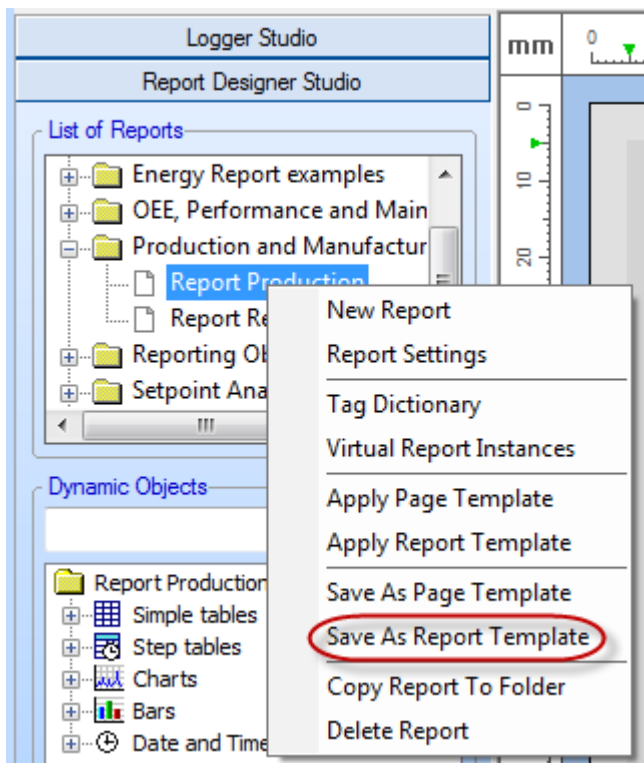 Logger Studio
Report Designer Studio
mm
0
0
10
20
List of Reports
Energy Report examples
OEE, Performance and Main
Production and Manufactur
Report Production
Report Re
Reporting Ob
Setpoint Ana
New Report
Report Settings
Tag Dictionary
Virtual Report Instances
Apply Page Template
Apply Report Template
Save As Page Template
Save As Report Template
Copy Report To Folder
Delete Report
Dynamic Objects
Report Production
Simple tables
Step tables
Charts
Bars
Date and Time